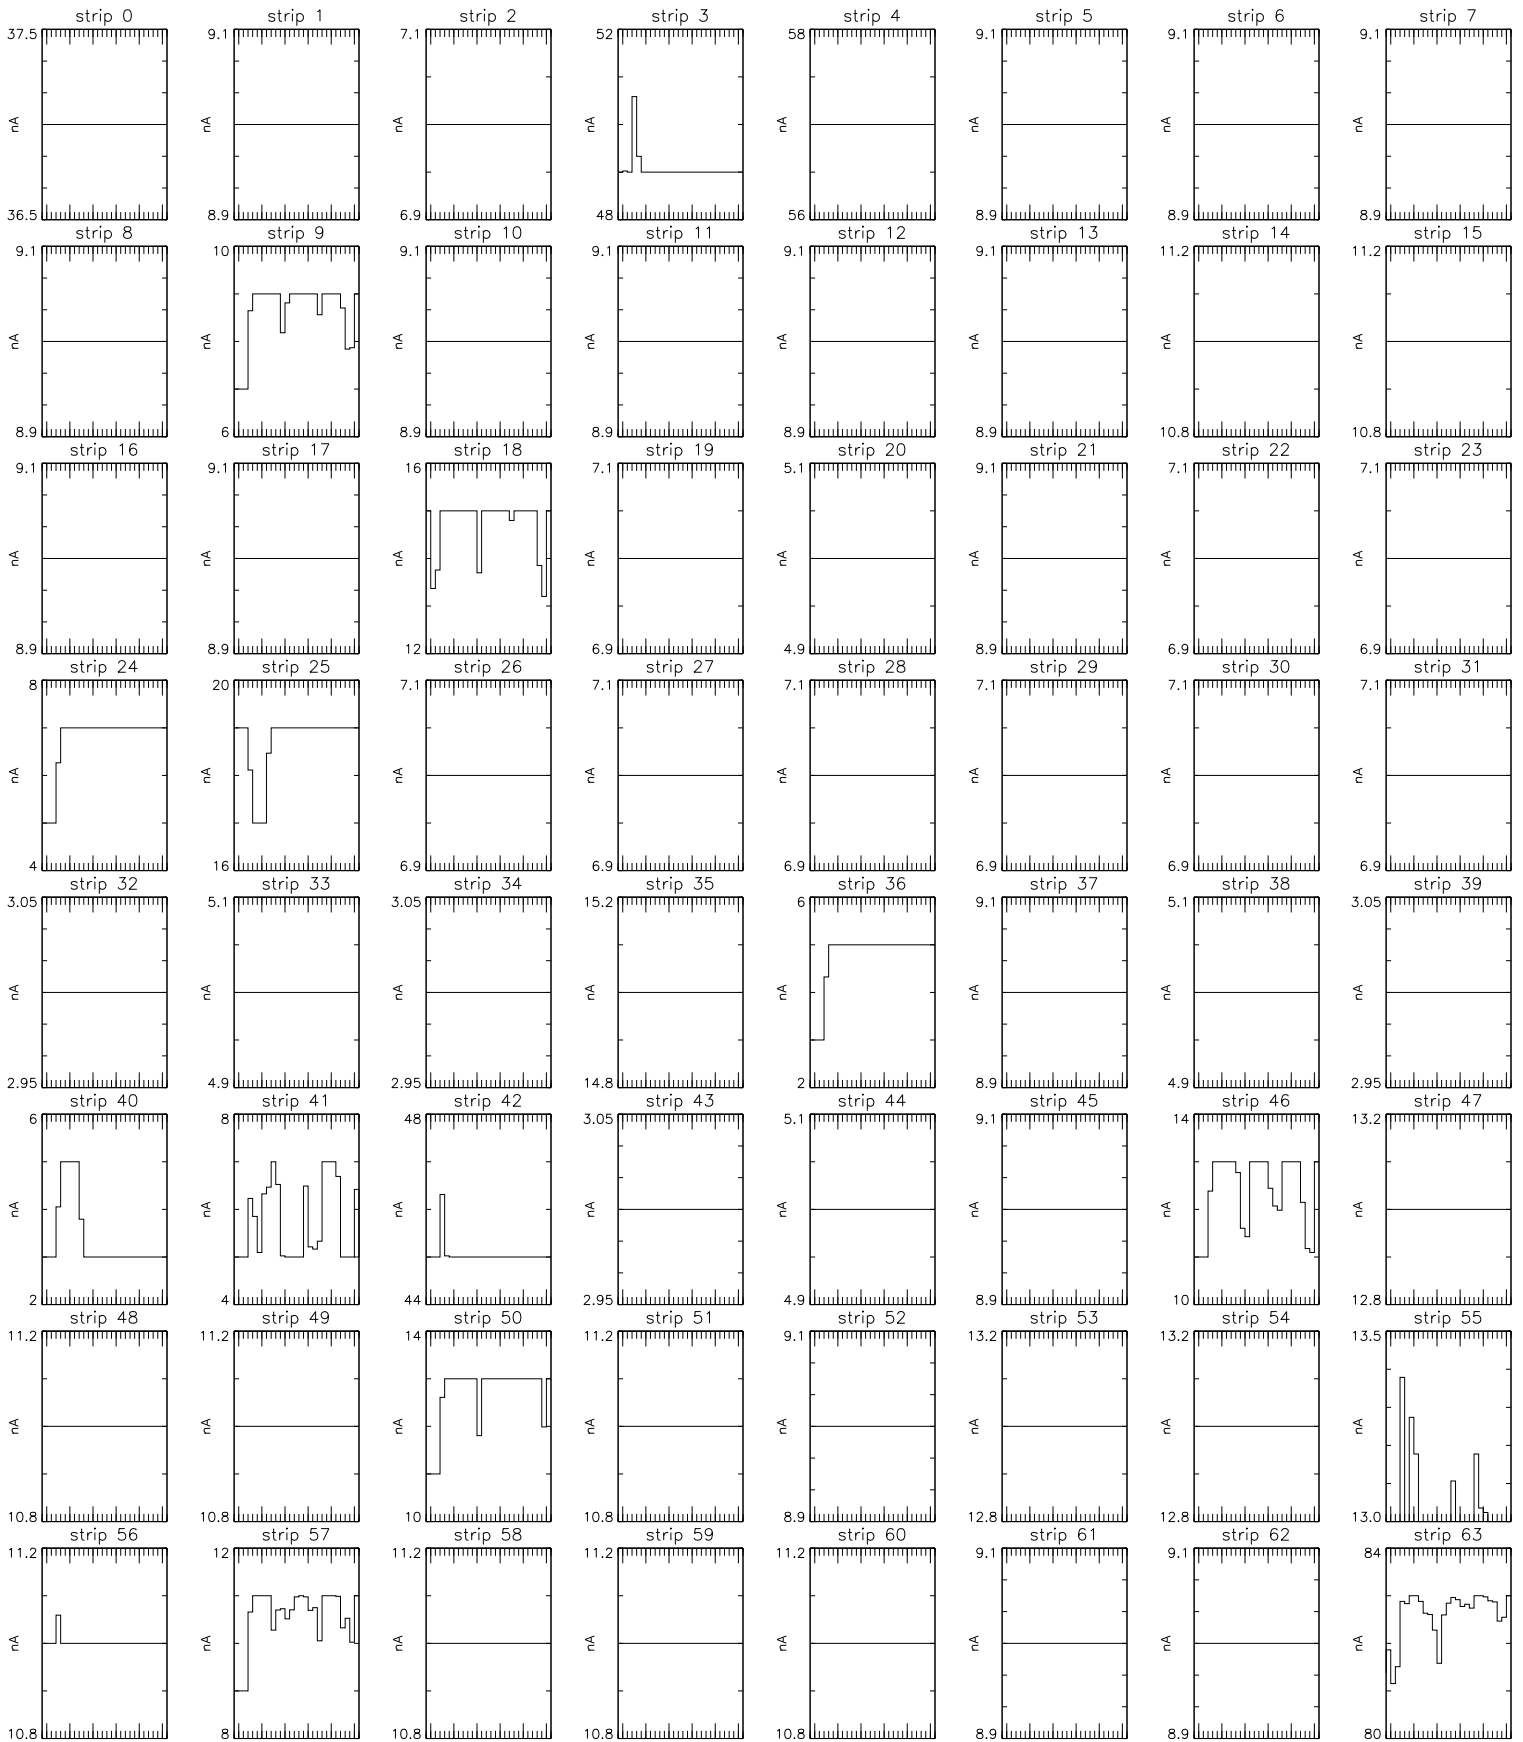 strip 0 strip 1 strip 2 strip 3 strip 4 strip 5 strip 6 strip 7
37.5 9.1 7.1 52 58 9.1 9.1 9.1
nA nA nA nA nA nA nA nA
36.5 8.9 6.9 48 56 8.9 8.9 8.9
strip 8 strip 9 strip 10 strip 11 strip 12 strip 13 strip 14 strip 15
9.1 10 9.1 9.1 9.1 9.1 11.2 11.2
nA nA nA nA nA nA nA nA
8.9 6 8.9 8.9 8.9 8.9 10.8 10.8
strip 16 strip 17 strip 18 strip 19 strip 20 strip 21 strip 22 strip 23
9.1 9.1 16 7.1 5.1 9.1 7.1 7.1
nA nA nA nA nA nA nA nA
8.9 8.9 12 6.9 4.9 8.9 6.9 6.9
strip 24 strip 25 strip 26 strip 27 strip 28 strip 29 strip 30 strip 31
8 20 7.1 7.1 7.1 7.1 7.1 7.1
nA nA nA nA nA nA nA nA
4 16 6.9 6.9 6.9 6.9 6.9 6.9
strip 32 strip 33 strip 34 strip 35 strip 36 strip 37 strip 38 strip 39
3.05 5.1 3.05 15.2 6 9.1 5.1 3.05
nA nA nA nA nA nA nA nA
2.95 4.9 2.95 14.8 2 8.9 4.9 2.95
strip 40 strip 41 strip 42 strip 43 strip 44 strip 45 strip 46 strip 47
6 8 48 3.05 5.1 9.1 14 13.2
nA nA nA nA nA nA nA nA
2 4 44 2.95 4.9 8.9 10 12.8
strip 48 strip 49 strip 50 strip 51 strip 52 strip 53 strip 54 strip 55
11.2 11.2 14 11.2 9.1 13.2 13.2 13.5
nA nA nA nA nA nA nA nA
10.8 10.8 10 10.8 8.9 12.8 12.8 13.0
strip 56 strip 57 strip 58 strip 59 strip 60 strip 61 strip 62 strip 63
11.2 12 11.2 11.2 11.2 9.1 9.1 84
nA nA nA nA nA nA nA nA
10.8 8 10.8 10.8 10.8 8.9 8.9 80